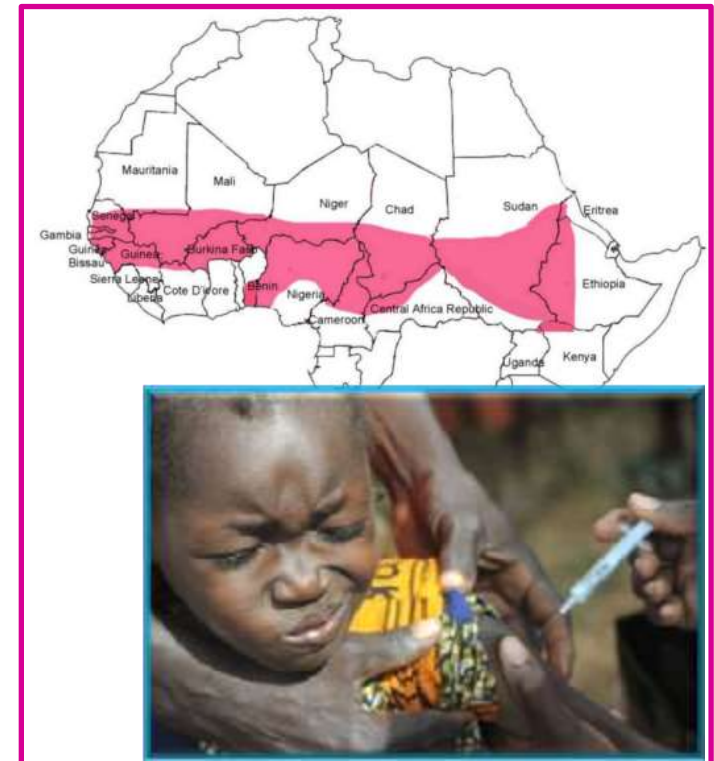 Mauritania
Mali
Niger
Chad
Sudan
Eritrea
Senegal
Gambia
Guinea
Bissau
Guinea
Burkina Faso
Sierra Leone
Liberia
Cote D'ivore
Benin
Nigeria
Cameroon
Central Africa Republic
Ethiopia
Uganda
Kenya